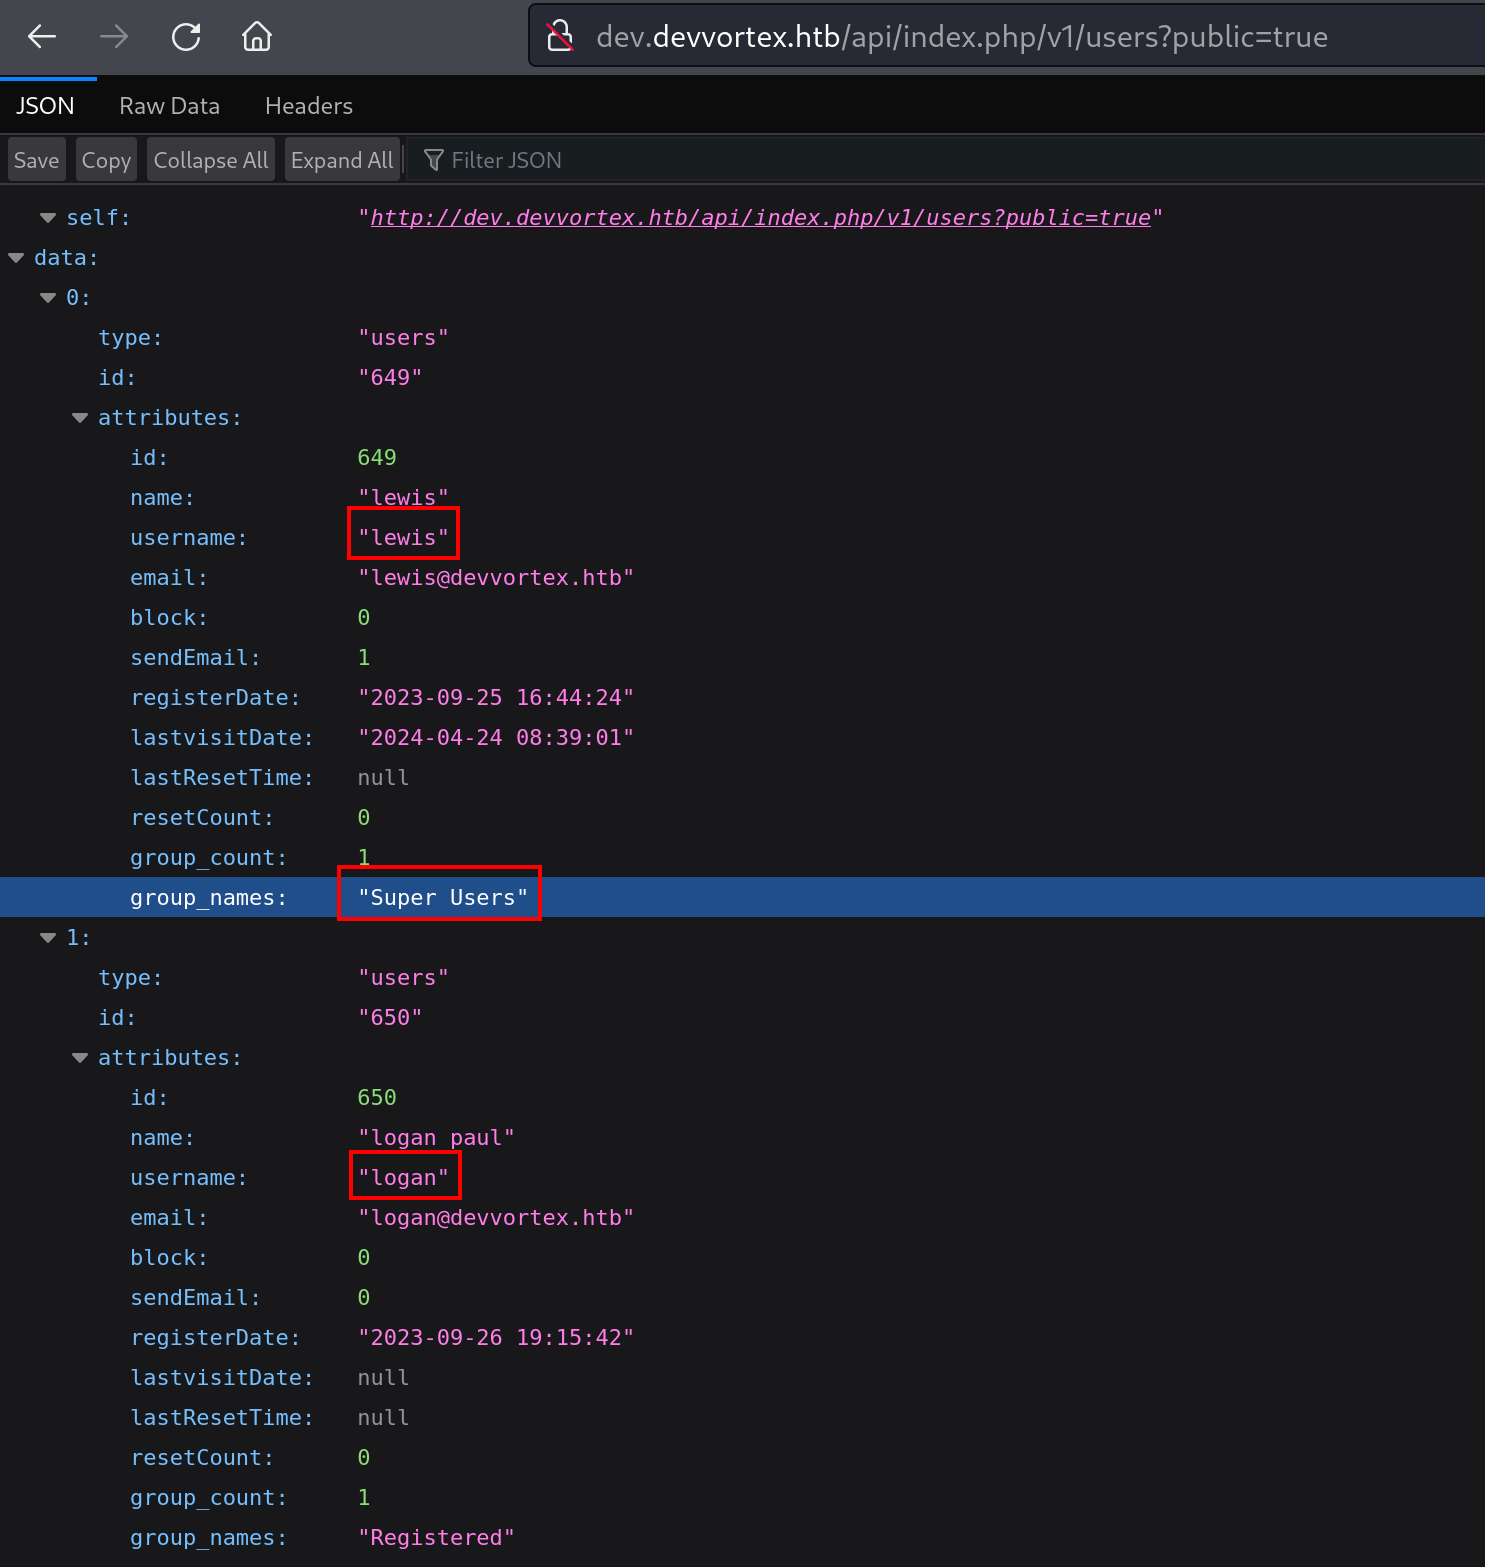 dev.devvortex.htb/api/index.php/v1/users?public=true
JSON Raw Data Headers
Save Copy Collapse All Expand All Filter JSON
self: "http://dev.devvortex.htb/api/index.php/v1/users?public=true"
data:
0:
type: "users"
id: "649"
attributes:
id: 649
name: "lewis"
username: "lewis"
email: "lewis@devvortex.htb"
block: 0
sendEmail: 1
registerDate: "2023-09-25 16:44:24"
lastvisitDate: "2024-04-24 08:39:01"
lastResetTime: null
resetCount: 0
group_count: 1
group_names: "Super Users"
1:
type: "users"
id: "650"
attributes:
id: 650
name: "logan paul"
username: "logan"
email: "logan@devvortex.htb"
block: 0
sendEmail: 0
registerDate: "2023-09-26 19:15:42"
lastvisitDate: null
lastResetTime: null
resetCount: 0
group_count: 1
group_names: "Registered"